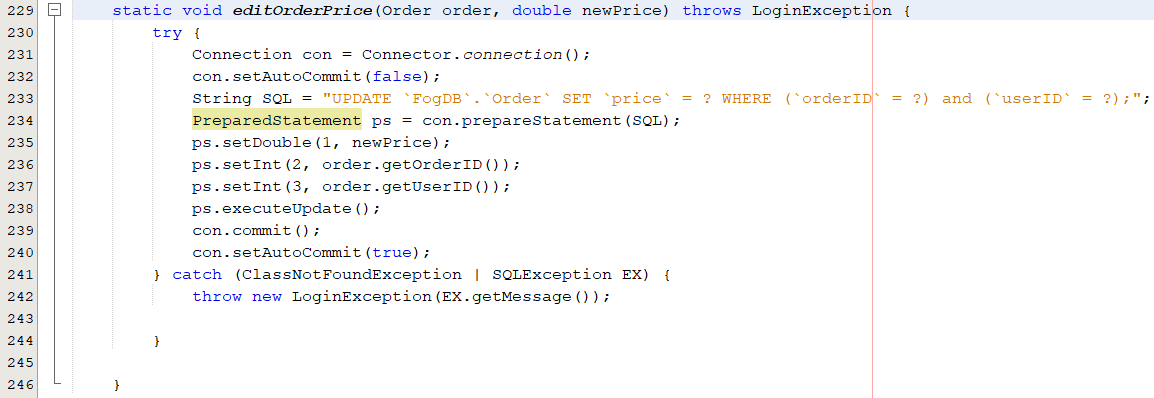 229 static void editOrderPrice(Order order, double newPrice) throws LoginException {
230 try {
231 Connection con = Connector.connection();
232 con.setAutoCommit(false);
233 String SQL = "UPDATE `FogDB`.`Order` SET `price` = ? WHERE (`orderID` = ?) and (`userID` = ?);";
234 PreparedStatement ps = con.prepareStatement(SQL);
235 ps.setDouble(1, newPrice);
236 ps.setInt(2, order.getOrderID());
237 ps.setInt(3, order.getUserID());
238 ps.executeUpdate();
239 con.commit();
240 con.setAutoCommit(true);
241 } catch (ClassNotFoundException | SQLException EX) {
242 throw new LoginException(EX.getMessage());
243
244 }
245
246 }